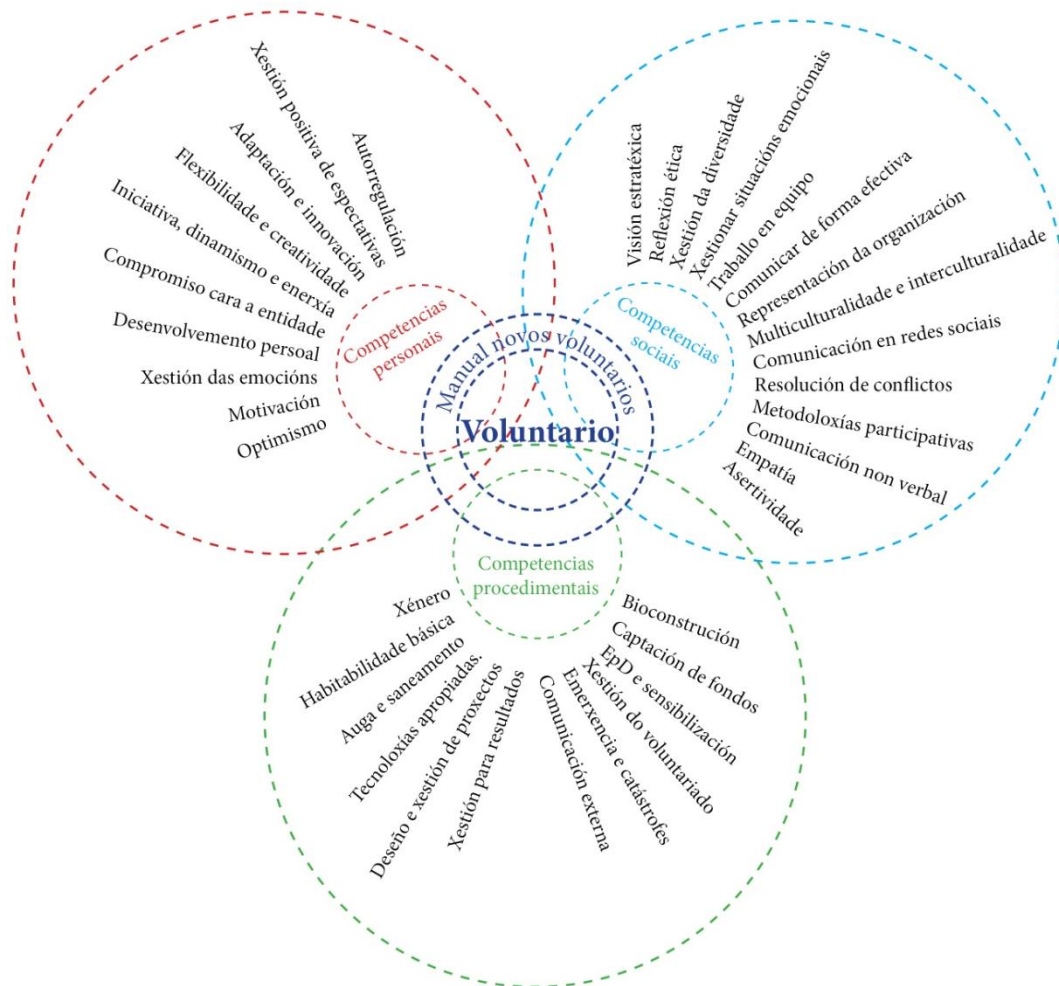 Xestión positiva de espectativas
Autorregulación
Adaptación e innovación
Flexibilidade e creatividade
Iniciativa, dinamismo e enerxía
Compromiso cara a entidade
Desenvolvemento persoal
Xestión das emocións
Motivación
Optimismo
Competencias
personais
Visión estratéxica
Reflexión ética
Xestión da diversidade
Xestionar situacións emocionais
Traballo en equipo
Comunicar de forma efectiva
Representación da organización
Multiculturalidade e interculturalidade
Comunicación en redes sociais
Resolución de conflictos
Metodoloxías participativas
Comunicación non verbal
Empatía
Asertividade
Competencias
sociais
Manual novos voluntarios
Voluntario
Competencias
procedimentais
Xénero
Habitabilidade básica
Auga e saneamento
Tecnoloxías apropiadas.
Deseño e xestión de proxectos
Xestión para resultados
Comunicación externa
Emerxencia e catástrofes
Xestión do voluntariado
EpD e sensibilización
Captación de fondos
Bioconstrución